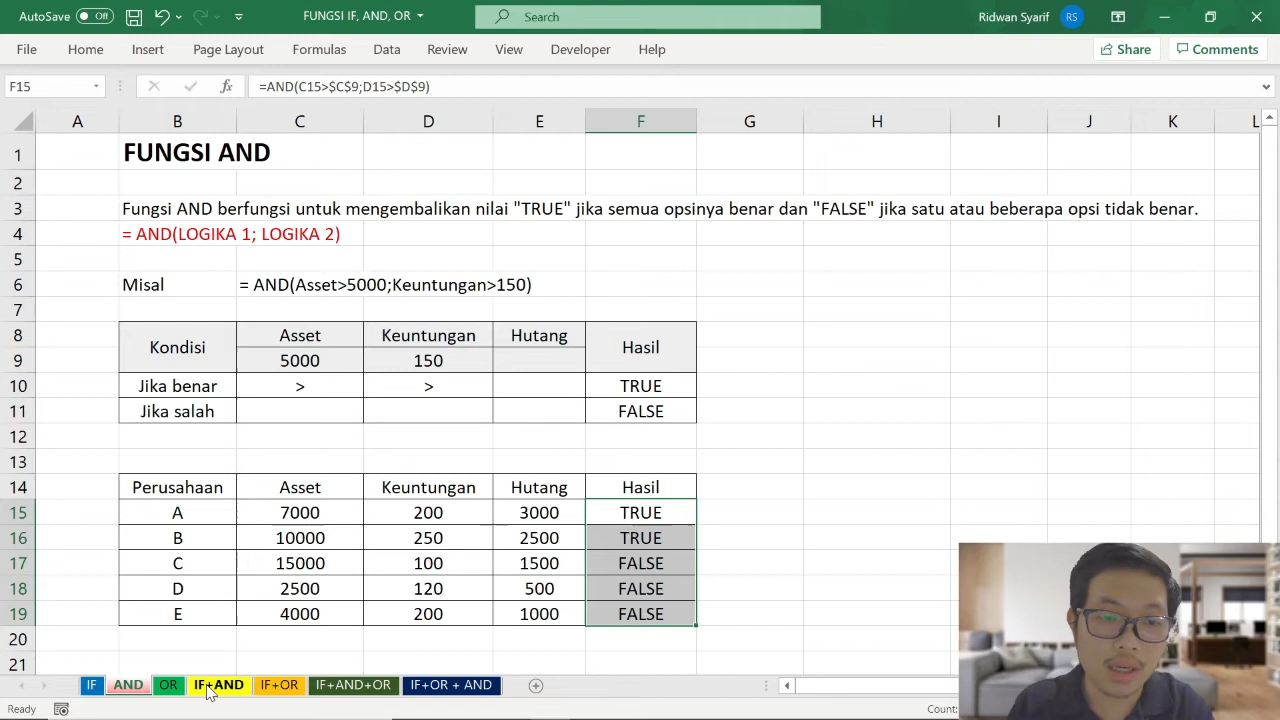 AutoSave Off FUNGSI IF, AND, OR Search Ridwan Syarif RS
File Home Insert Page Layout Formulas Data Review View Developer Help Share Comments
F15 fx =AND(C15>$C$9;D15>$D$9)
A B C D E F G H I J K L
1 FUNGSI AND
2
3 Fungsi AND berfungsi untuk mengembalikan nilai "TRUE" jika semua opsinya benar dan "FALSE" jika satu atau beberapa opsi tidak benar.
4 = AND(LOGIKA 1; LOGIKA 2)
5
6 Misal = AND(Asset>5000;Keuntungan>150)
7
8 Kondisi Asset Keuntungan Hutang Hasil
9 5000 150
10 Jika benar > > TRUE
11 Jika salah FALSE
12
13
14 Perusahaan Asset Keuntungan Hutang Hasil
15 A 7000 200 3000 TRUE
16 B 10000 250 2500 TRUE
17 C 15000 100 1500 FALSE
18 D 2500 120 500 FALSE
19 E 4000 200 1000 FALSE
20
21
IF AND OR IF+AND IF+OR IF+AND+OR IF+OR + AND
Ready Count: